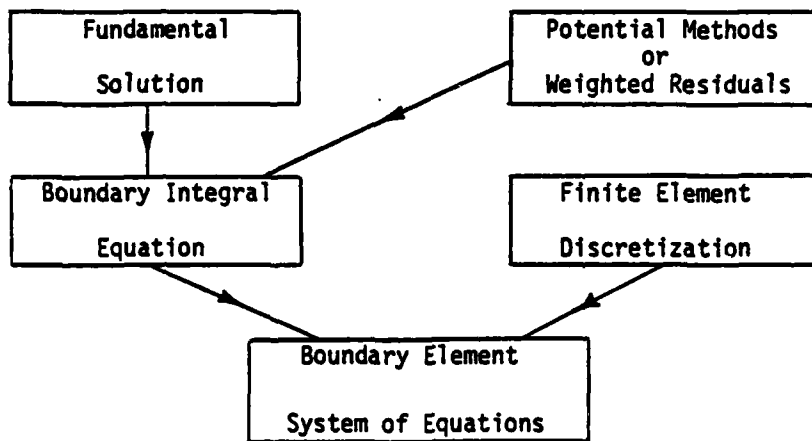 Fundamental
Solution
Potential Methods
or
Weighted Residuals
Boundary Integral
Equation
Finite Element
Discretization
Boundary Element
System of Equations